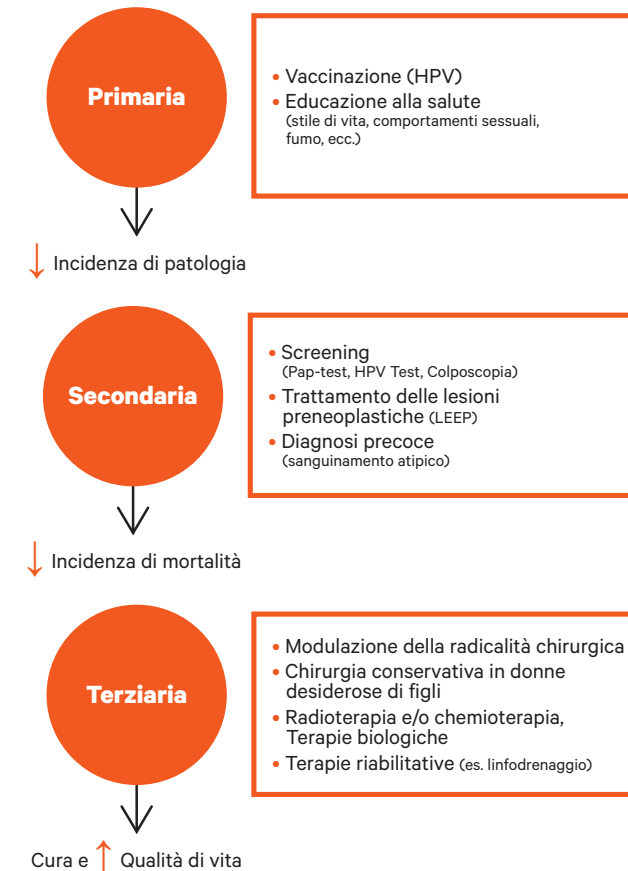 Primaria
• Vaccinazione (HPV)
• Educazione alla salute
(stile di vita, comportamenti sessuali,
fumo, ecc.)
↓ Incidenza di patologia
Secondaria
• Screening
(Pap-test, HPV Test, Colposcopia)
• Trattamento delle lesioni
preneoplastiche (LEEP)
• Diagnosi precoce
(sanguinamento atipico)
↓ Incidenza di mortalità
Terziaria
• Modulazione della radicalità chirurgica
• Chirurgia conservativa in donne
desiderose di figli
• Radioterapia e/o chemioterapia,
Terapie biologiche
• Terapie riabilitative (es. linfodrenaggio)
Cura e ↑ Qualità di vita